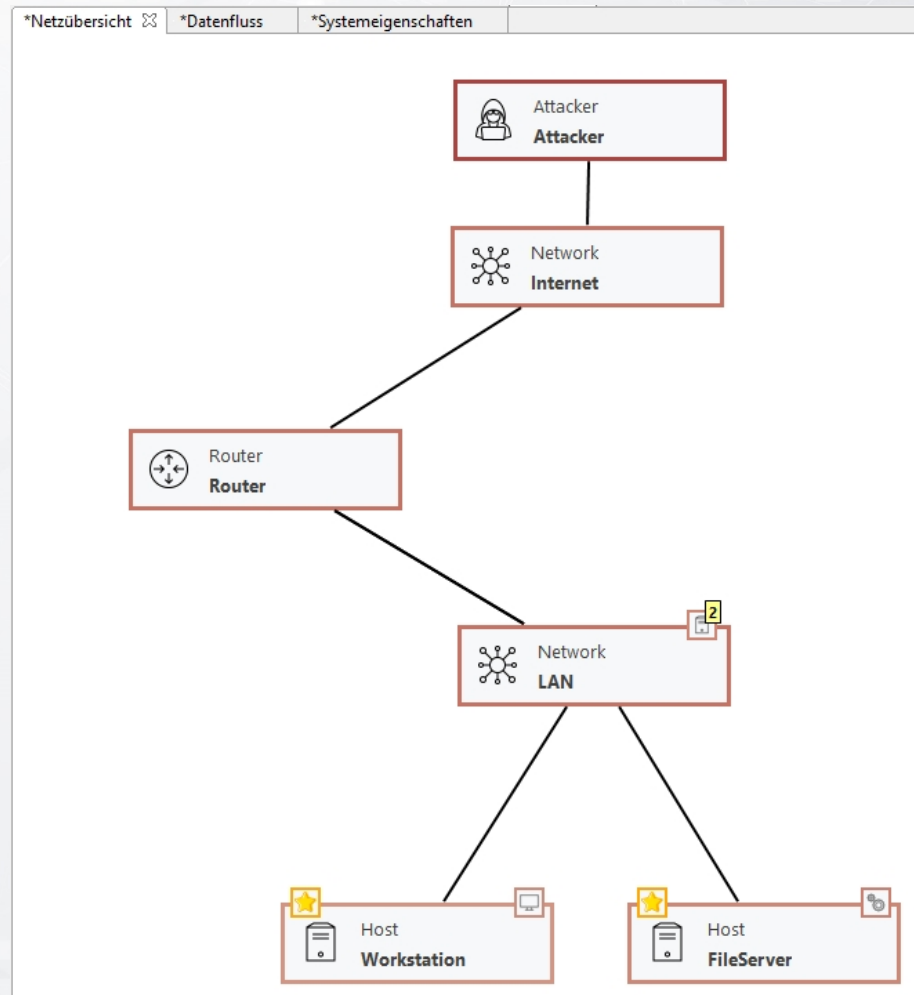 *Netzübersicht
*Datenfluss
*Systemeigenschaften
Attacker
Attacker
Network
Internet
Router
Router
2
Network
LAN
Host
Workstation
Host
FileServer